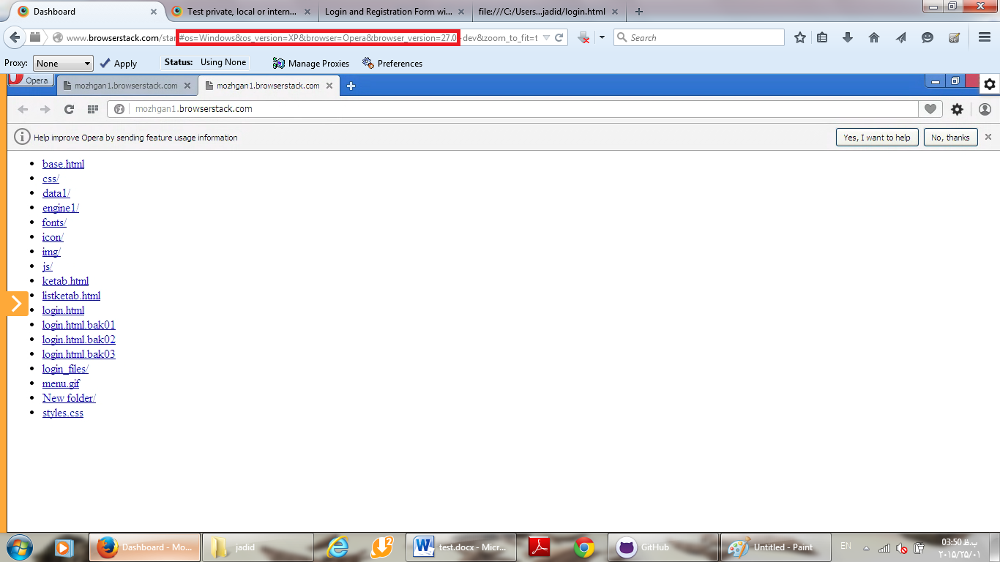 Dashboard
Test private, local or intern...
Login and Registration Form wi...
file:///C:/Users...jadid/login.html
www.browserstack.com/star #os=Windows&os_version=XP&browser=Opera&browser_version=27.0 dev&zoom_to_fit=t
Search
Proxy: None Apply Status: Using None Manage Proxies Preferences
Opera
mozhgan1.browserstack.com
mozhgan1.browserstack.com
mozhgan1.browserstack.com
Help improve Opera by sending feature usage information
Yes, I want to help
No, thanks
base.html
css/
data1/
engine1/
fonts/
icon/
img/
js/
ketab.html
listketab.html
login.html
login.html.bak01
login.html.bak02
login.html.bak03
login_files/
menu.gif
New folder/
styles.css
Dashboard - Mo...
jadid
2
test.docx - Micr...
GitHub
Untitled - Paint
EN
03:50 ب.ظ
۲۰۱۵/۲۵/۰۱